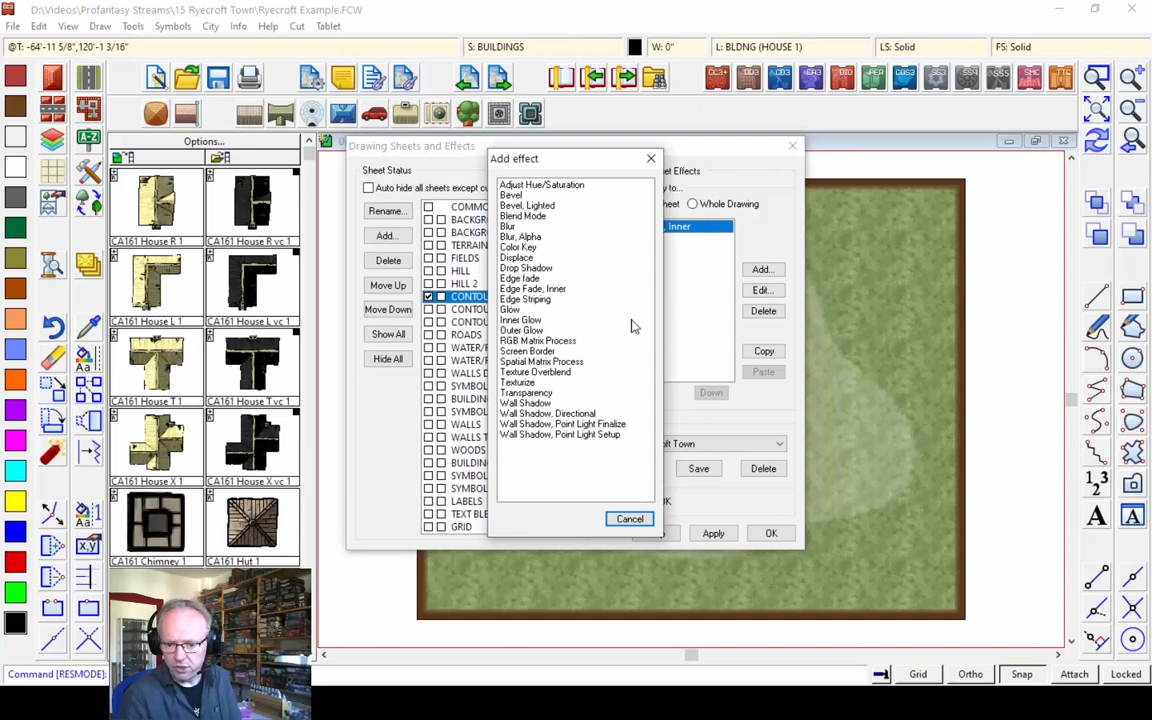 D:\Videos\Profantasy Streams\15 Ryecroft Town\Ryecroft Example.FCW
File Edit View Draw Tools Symbols City Info Help Cut Tablet
@T: -64'-11 5/8",120'-1 3/16"
S: BUILDINGS
W: 0"
L: BLDNG (HOUSE 1)
LS: Solid
FS: Solid
Options...
CA161 House R 1
CA161 House R vc 1
CA161 House L 1
CA161 House L vc 1
CA161 House T 1
CA161 House T vc 1
CA161 House X 1
CA161 House X vc 1
CA161 Chimney 1
CA161 Hut 1
Drawing Sheets and Effects
Sheet Status
Auto hide all sheets except cu
Rename...
Add...
Delete
Move Up
Move Down
Show All
Hide All
COMMO
BACKGR
BACKGR
TERRAIN
FIELDS
HILL
HILL 2
CONTOU
CONTOU
CONTOU
ROADS
WATER/
WATER/F
WALLS D
SYMBOL
BUILDIN
SYMBOL
WALLS
WALLS T
WOODS
BUILDIN
SYMBOL
SYMBOL
LABELS
TEXT BLE
GRID
Add effect
Adjust Hue/Saturation
Bevel
Bevel, Lighted
Blend Mode
Blur
Blur, Alpha
Color Key
Displace
Drop Shadow
Edge fade
Edge Fade, Inner
Edge Striping
Glow
Inner Glow
Outer Glow
RGB Matrix Process
Screen Border
Spatial Matrix Process
Texture Overblend
Texturize
Transparency
Wall Shadow
Wall Shadow, Directional
Wall Shadow, Point Light Finalize
Wall Shadow, Point Light Setup
Cancel
et Effects
y to...
heet
Whole Drawing
, Inner
Add...
Edit...
Delete
Copy
Paste
Down
oft Town
Save
Delete
OK
Apply
OK
Command [RESMODE]:
Grid
Ortho
Snap
Attach
Locked